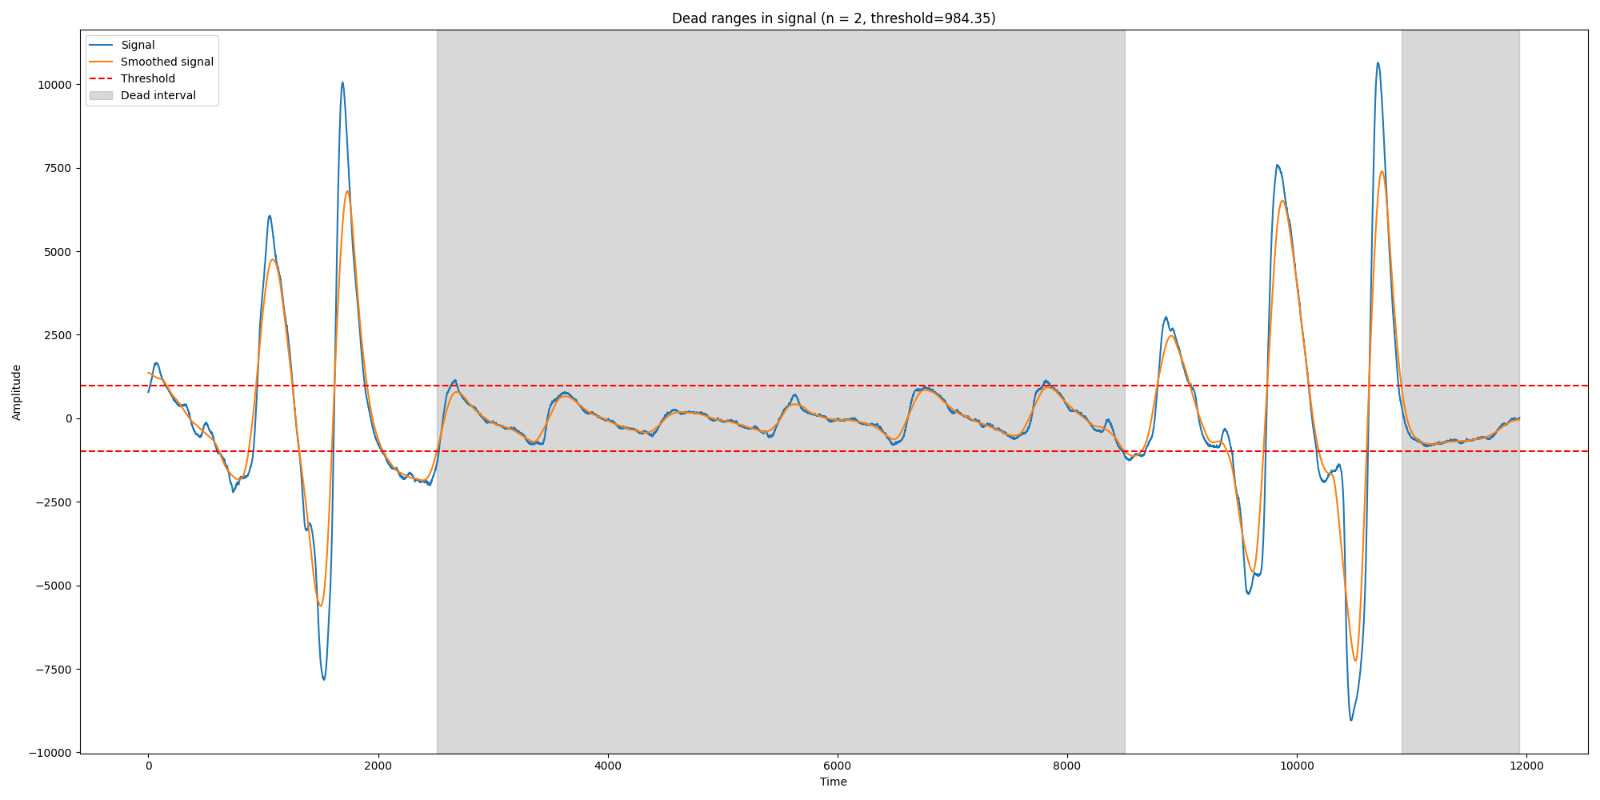 Dead ranges in signal (n = 2, threshold=984.35)
Signal
Smoothed signal
Threshold
Dead interval
10000
7500
5000
2500
0
−2500
−5000
−7500
−10000
Amplitude
0 2000 4000 6000 8000 10000 12000
Time